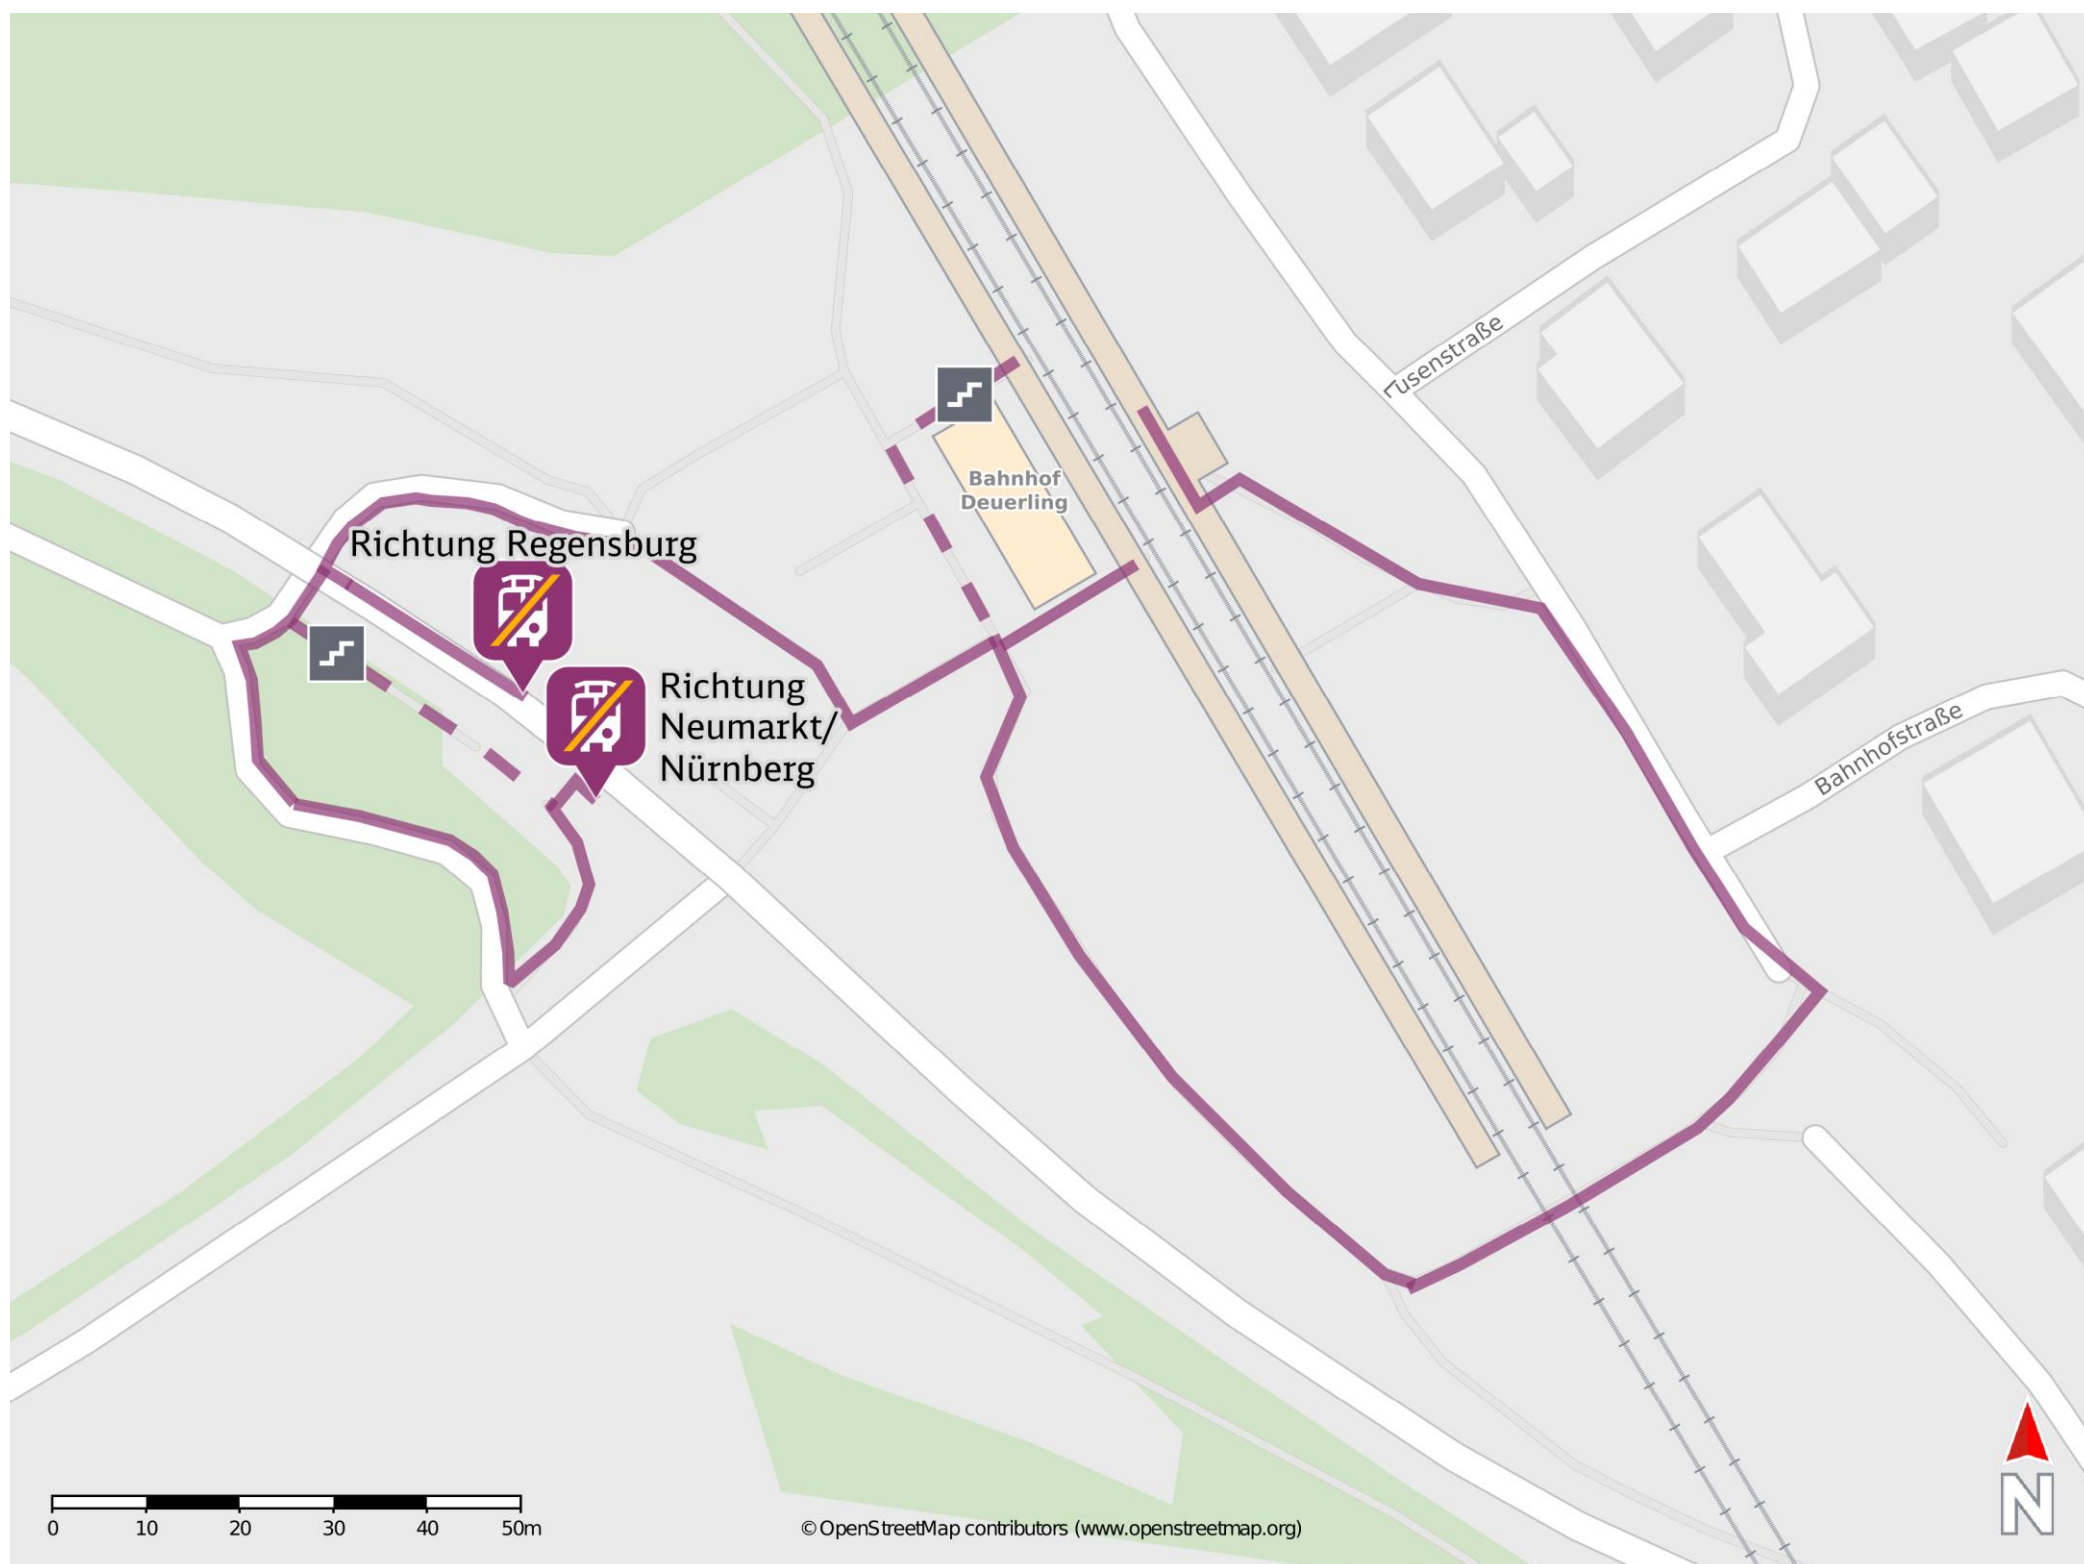 Lusenstraße
Bahnhof
Deuerling
Richtung Regensburg
Richtung
Neumarkt/
Nürnberg
Bahnhofstraße
0 10 20 30 40 50m
© OpenStreetMap contributors (www.openstreetmap.org)
N